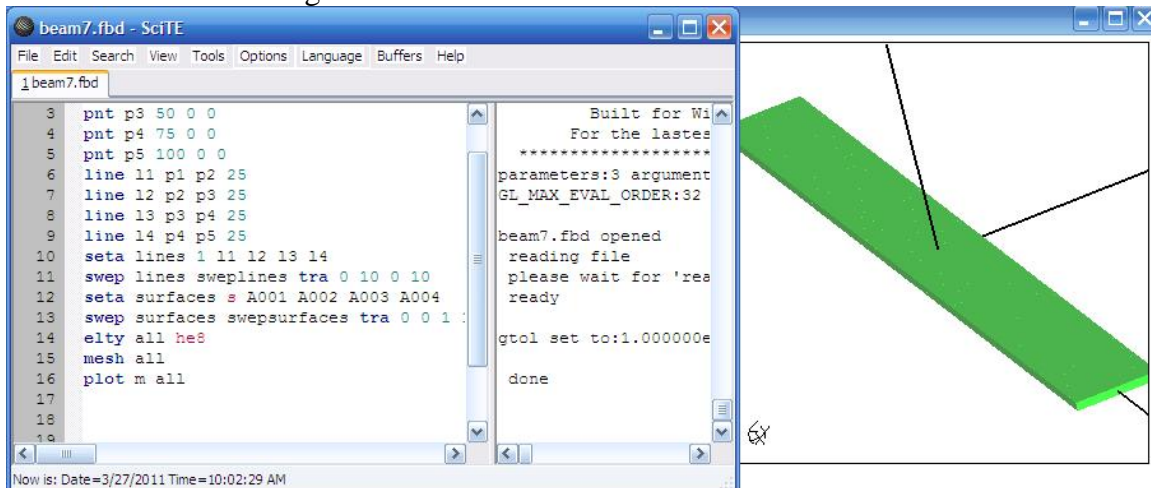 beam7.fbd - SciTE
File Edit Search View Tools Options Language Buffers Help
1 beam7.fbd
3 pnt p3 50 0 0
4 pnt p4 75 0 0
5 pnt p5 100 0 0
6 line l1 p1 p2 25
7 line l2 p2 p3 25
8 line l3 p3 p4 25
9 line l4 p4 p5 25
10 seta lines l l1 l2 l3 l4
11 swep lines sweplines tra 0 10 0 10
12 seta surfaces s A001 A002 A003 A004
13 swep surfaces swepsurfaces tra 0 0 1
14 elty all he8
15 mesh all
16 plot m all
17
18
19
Built for Wi
For the lastes
********************
parameters:3 argument
GL_MAX_EVAL_ORDER:32
beam7.fbd opened
reading file
please wait for 'rea
ready
gtol set to:1.000000e
done
Now is: Date=3/27/2011 Time=10:02:29 AM